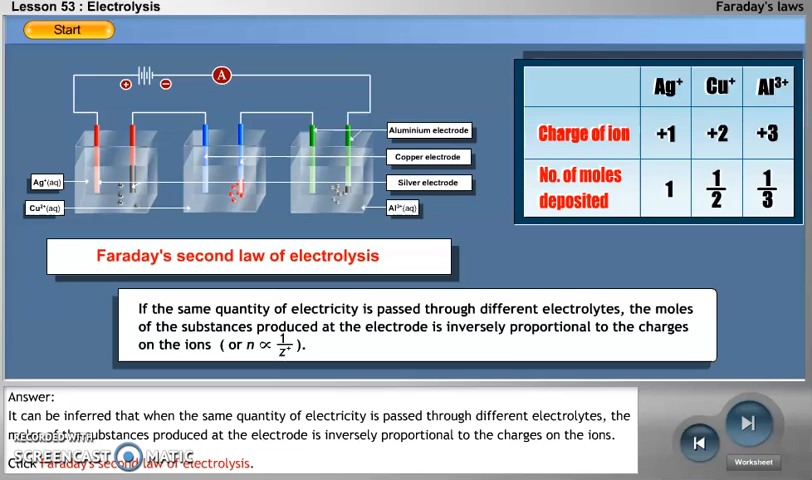 Lesson 53 : Electrolysis
Faraday's laws
Start
A
Aluminium electrode
Copper electrode
Silver electrode
Ag⁺(aq)
Cu²⁺(aq)
Al³⁺(aq)
Ag⁺ Cu⁺ Al³⁺
Charge of ion +1 +2 +3
No. of moles deposited 1 1/2 1/3
Faraday's second law of electrolysis
If the same quantity of electricity is passed through different electrolytes, the moles
of the substances produced at the electrode is inversely proportional to the charges
on the ions ( or n ∝ 1/z⁺ ).
Answer:
It can be inferred that when the same quantity of electricity is passed through different electrolytes, the
substances produced at the electrode is inversely proportional to the charges on the ions.
Click Faraday's second law of electrolysis.
RECORDED WITH
SCREENCAST MATIC
Worksheet